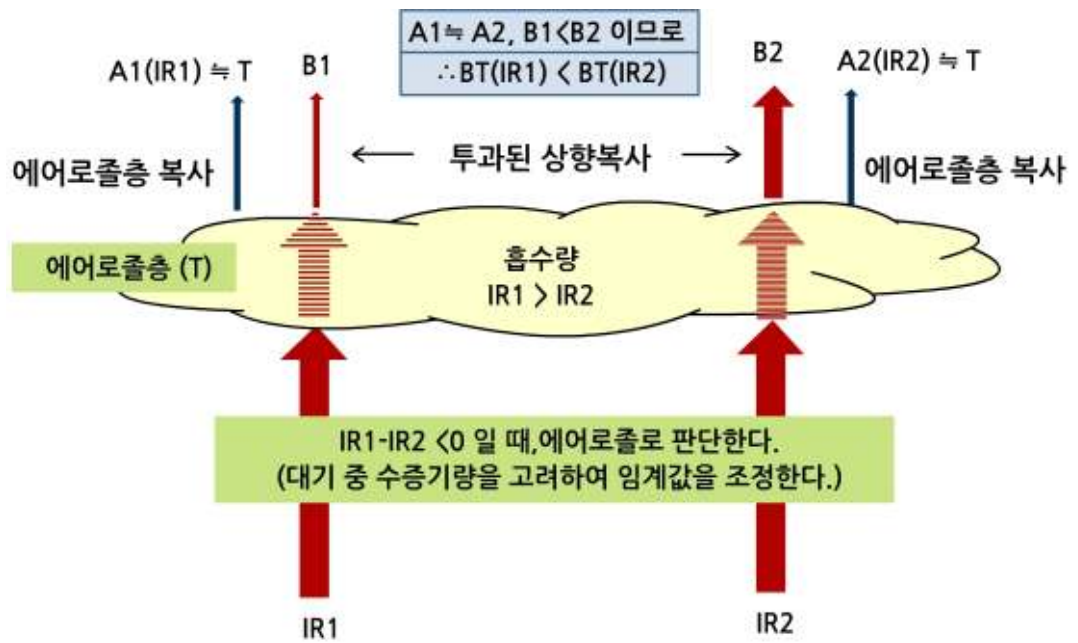 A1≒ A2, B1<B2 이므로
∴BT(IR1) < BT(IR2)
A1(IR1) ≒ T
B1
B2
A2(IR2) ≒ T
에어로졸층 복사
← 투과된 상향복사 →
에어로졸층 복사
에어로졸층 (T)
흡수량
IR1 > IR2
IR1-IR2 <0 일 때,에어로졸로 판단한다.
(대기 중 수증기량을 고려하여 임계값을 조정한다.)
IR1
IR2